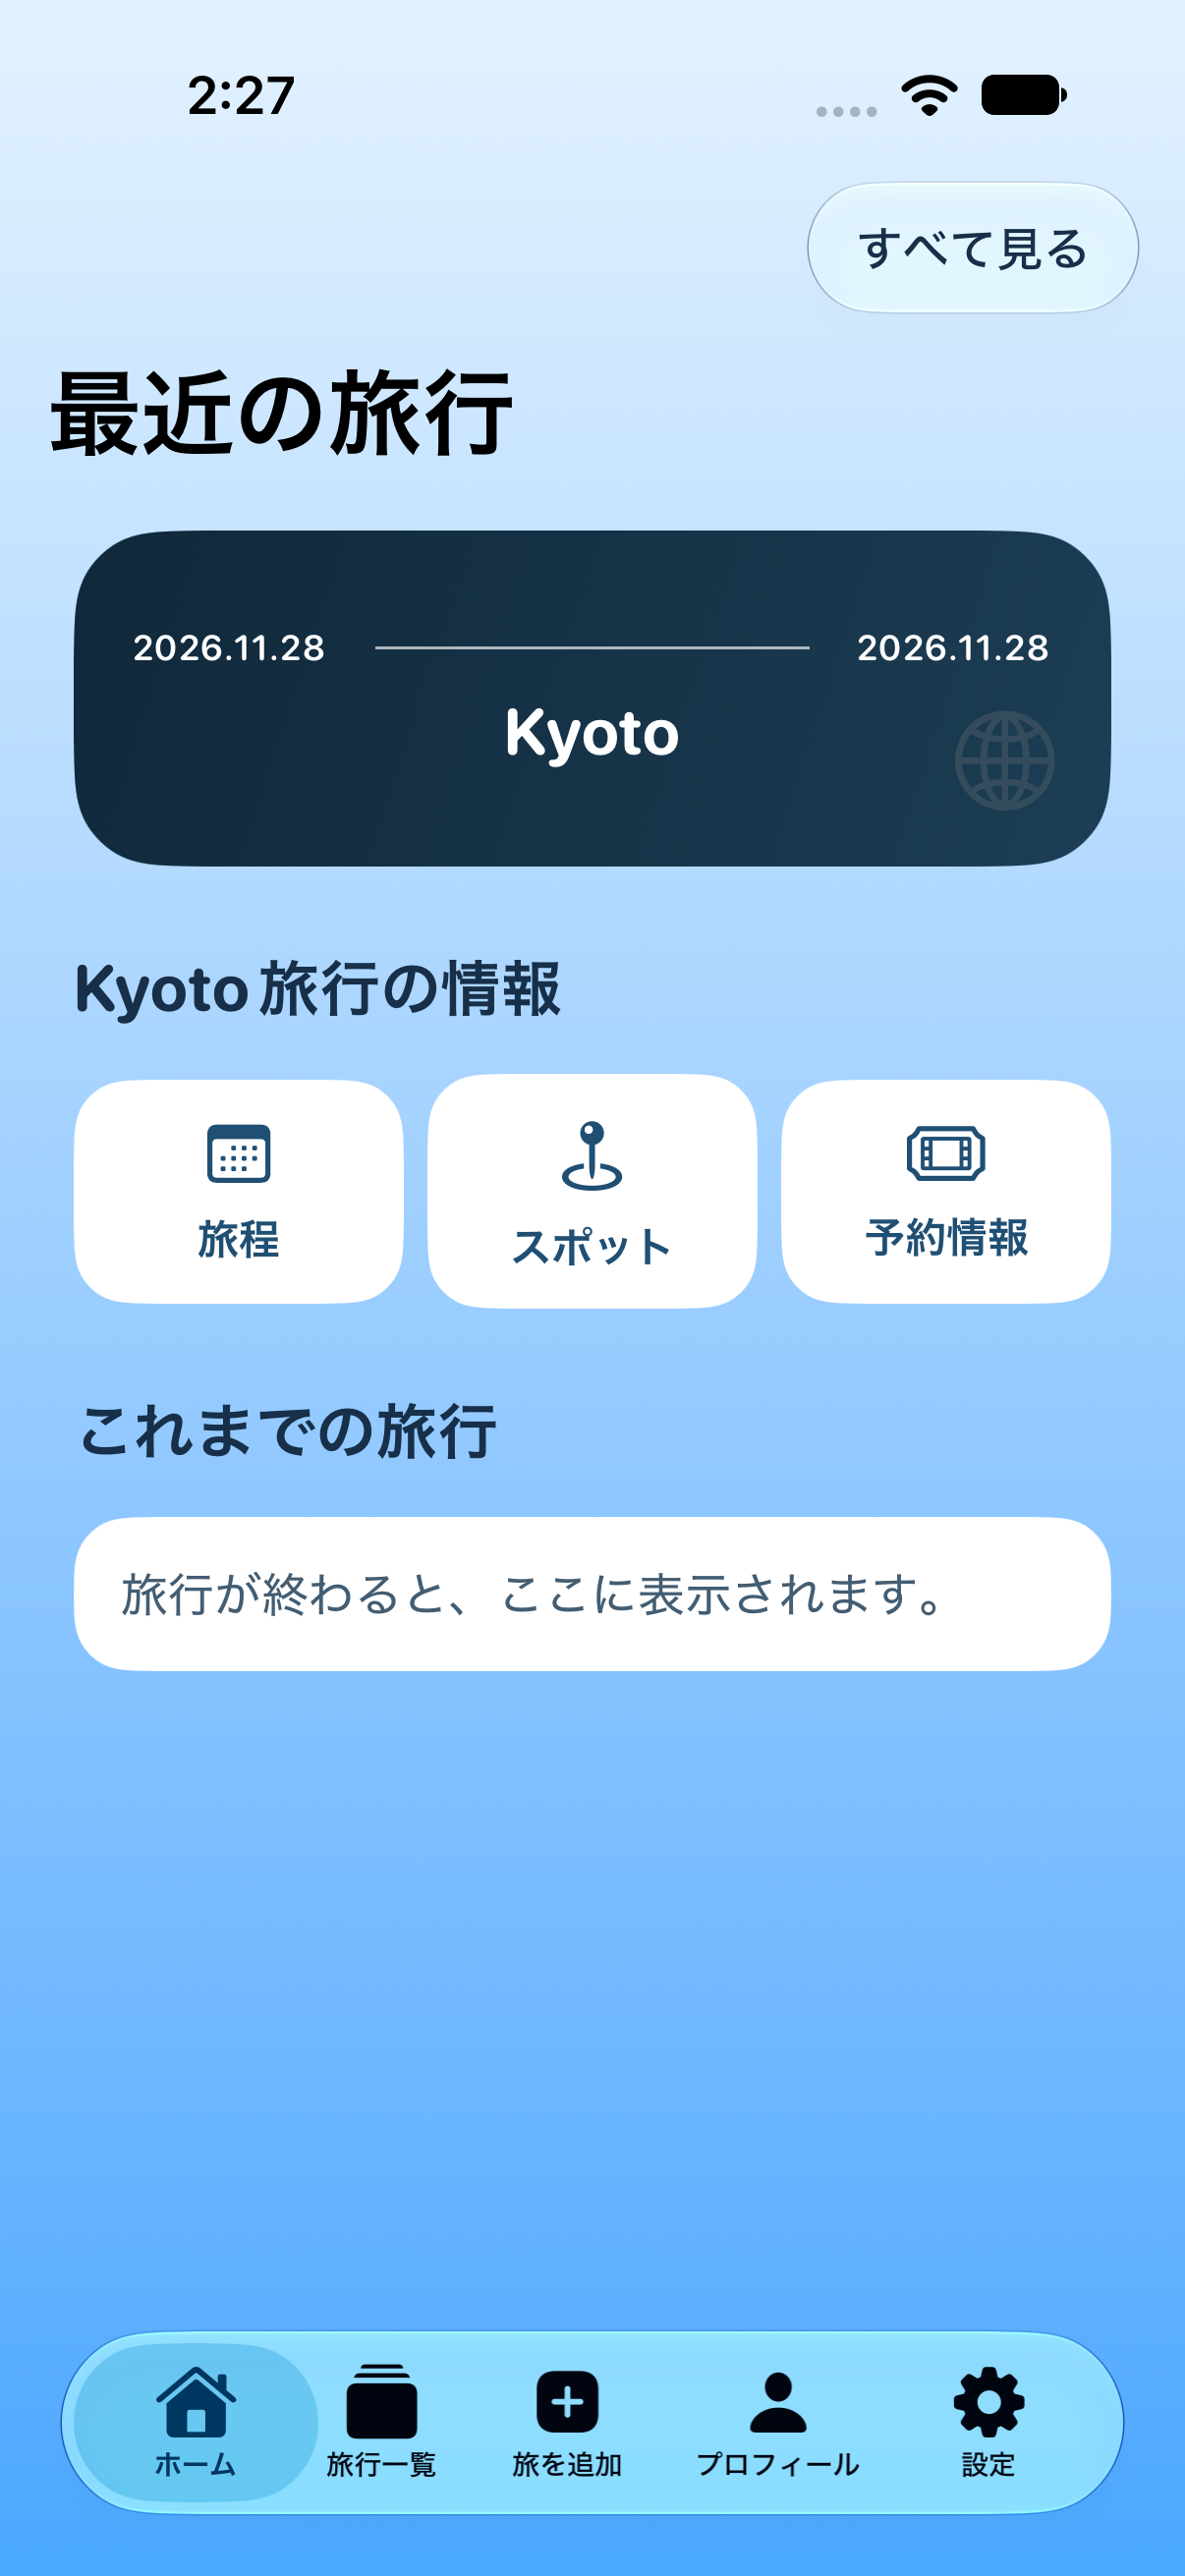 2:27
すべて見る
最近の旅行
2026.11.28 2026.11.28
Kyoto
Kyoto 旅行の情報
旅程 スポット 予約情報
これまでの旅行
旅行が終わると、ここに表示されます。
ホーム 旅行一覧 旅を追加 プロフィール 設定